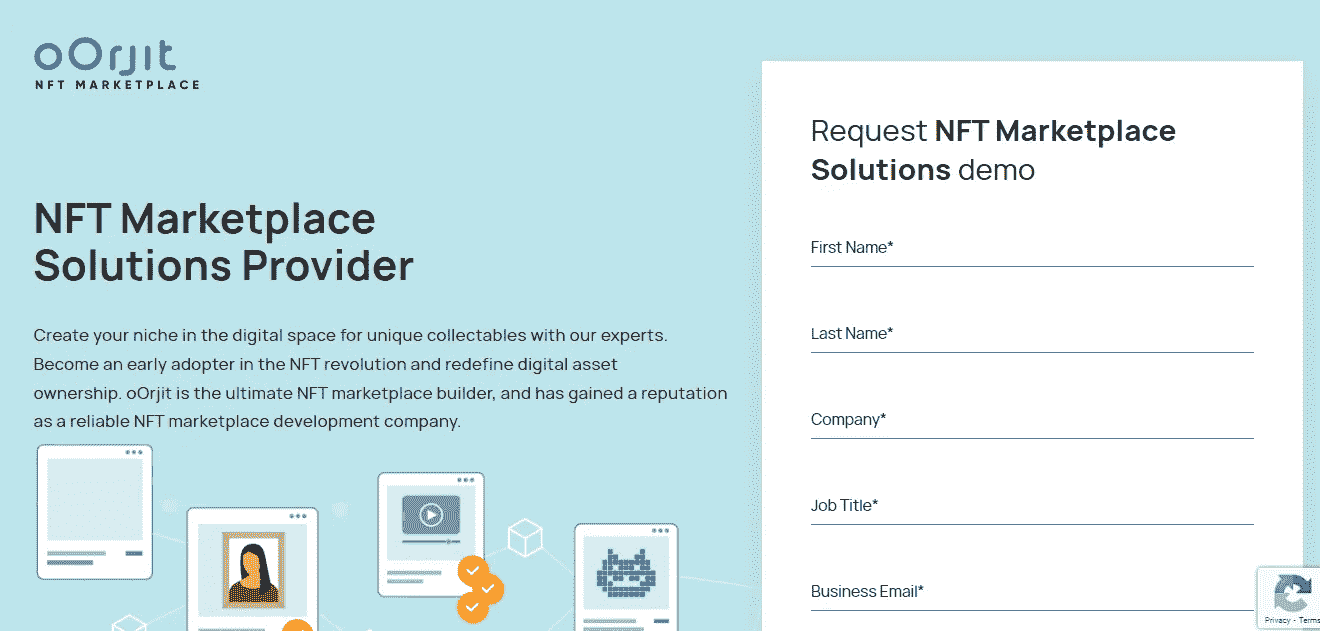 oOrjit
NFT MARKETPLACE
NFT Marketplace
Solutions Provider
Create your niche in the digital space for unique collectables with our experts.
Become an early adopter in the NFT revolution and redefine digital asset
ownership. oOrjit is the ultimate NFT marketplace builder, and has gained a reputation
as a reliable NFT marketplace development company.
Request NFT Marketplace
Solutions demo
First Name*
Last Name*
Company*
Job Title*
Business Email*
Privacy - Terms